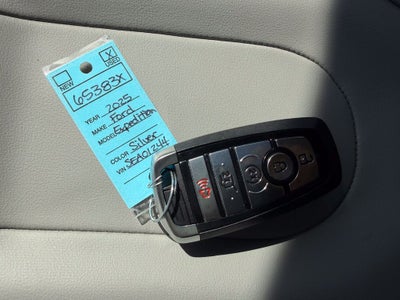 NEW X USED
65383X
YEAR 2025
MAKE Ford
MODEL Expedition
COLOR Silver
VIN SEA01244